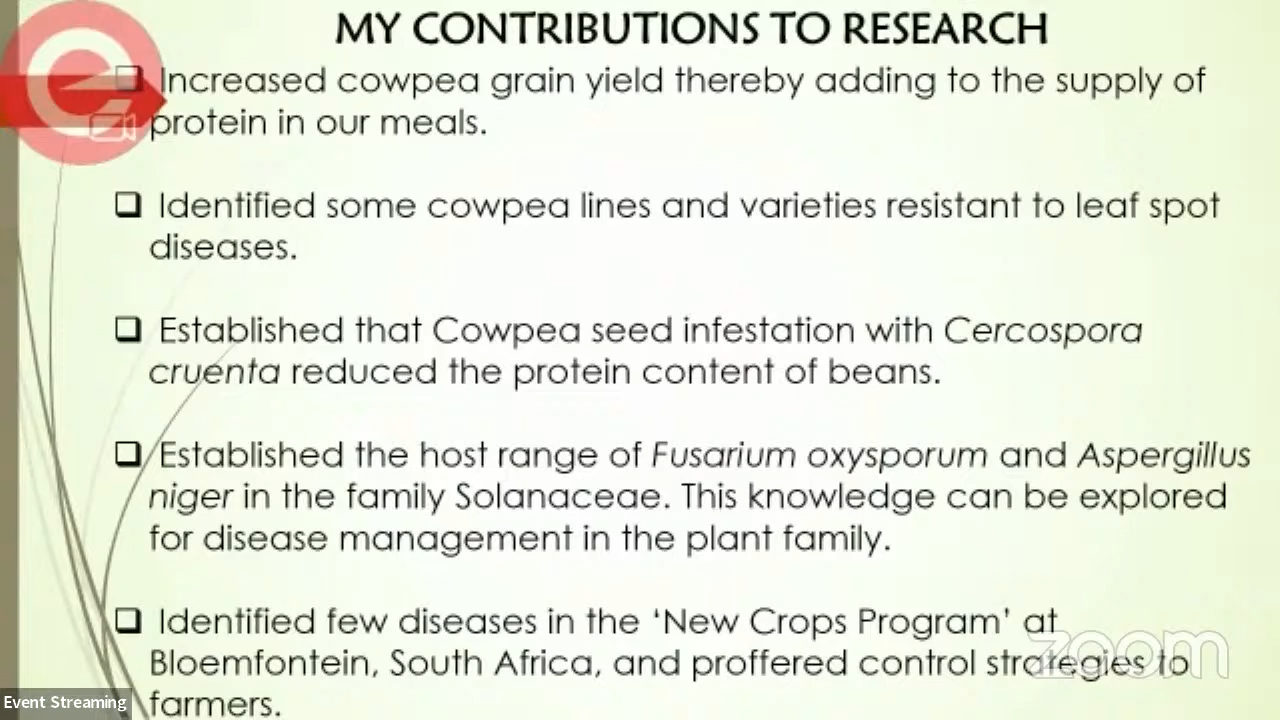 MY CONTRIBUTIONS TO RESEARCH
Increased cowpea grain yield thereby adding to the supply of
protein in our meals.
Identified some cowpea lines and varieties resistant to leaf spot
diseases.
Established that Cowpea seed infestation with Cercospora
cruenta reduced the protein content of beans.
Established the host range of Fusarium oxysporum and Aspergillus
niger in the family Solanaceae. This knowledge can be explored
for disease management in the plant family.
Identified few diseases in the ‘New Crops Program’ at
Bloemfontein, South Africa, and proffered control strategies to
farmers.
zoom
Event Streaming